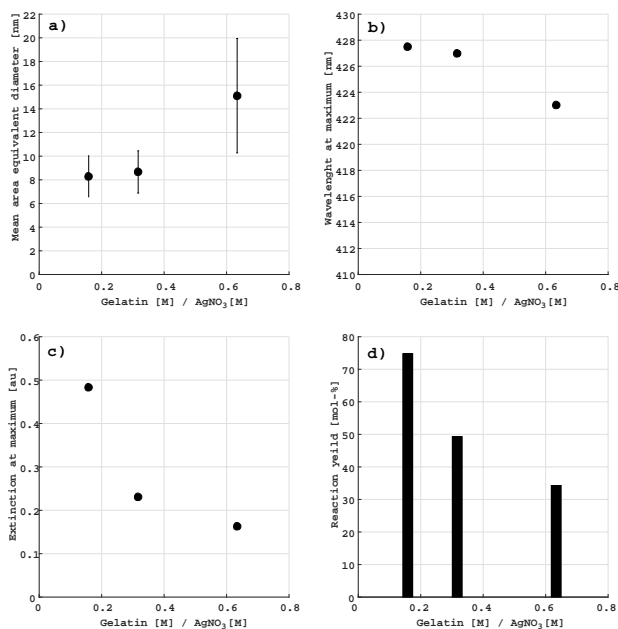 a)
Mean area equivalent diameter [nm]
22
20
18
16
14
12
10
8
6
4
2
0
0 0.2 0.4 0.6 0.8
Gelatin [M] / AgNO₃[M]
b)
Wavelenght at maximum [nm]
430
428
426
424
422
420
418
416
414
412
410
0 0.2 0.4 0.6 0.8
Gelatin [M] / AgNO₃[M]
c)
Extinction at maximum [au]
0.6
0.5
0.4
0.3
0.2
0.1
0
0 0.2 0.4 0.6 0.8
Gelatin [M] / AgNO₃[M]
d)
Reaction yeild [mol-%]
80
70
60
50
40
30
20
10
0
0 0.2 0.4 0.6 0.8
Gelatin [M] / AgNO₃[M]